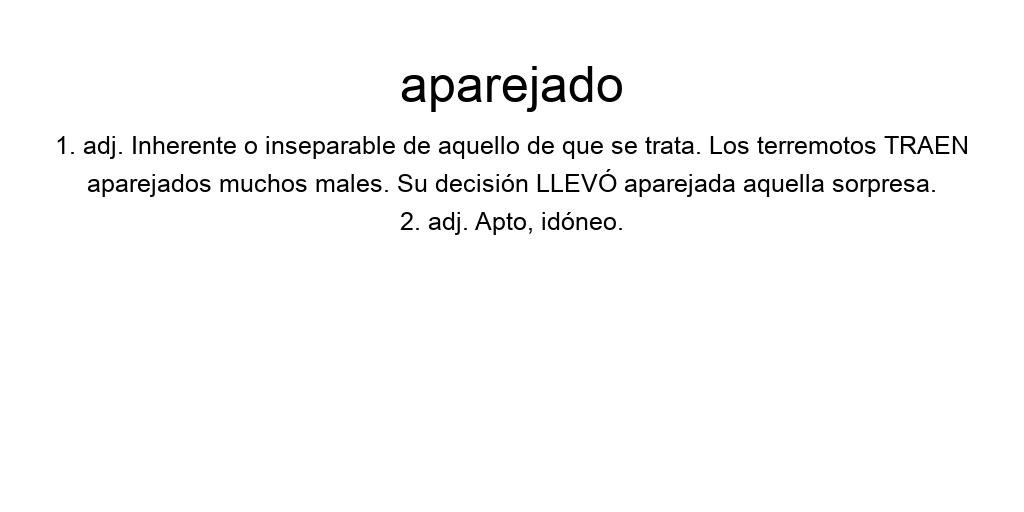 aparejado
1. adj. Inherente o inseparable de aquello de que se trata. Los terremotos TRAEN
aparejados muchos males. Su decisión LLEVÓ aparejada aquella sorpresa.
2. adj. Apto, idóneo.